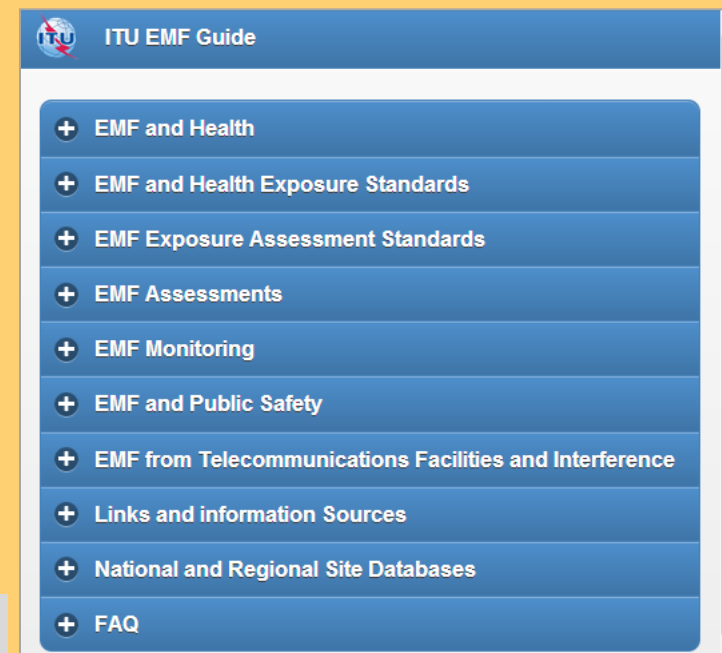 ITU
ITU EMF Guide
EMF and Health
EMF and Health Exposure Standards
EMF Exposure Assessment Standards
EMF Assessments
EMF Monitoring
EMF and Public Safety
EMF from Telecommunications Facilities and Interference
Links and information Sources
National and Regional Site Databases
FAQ